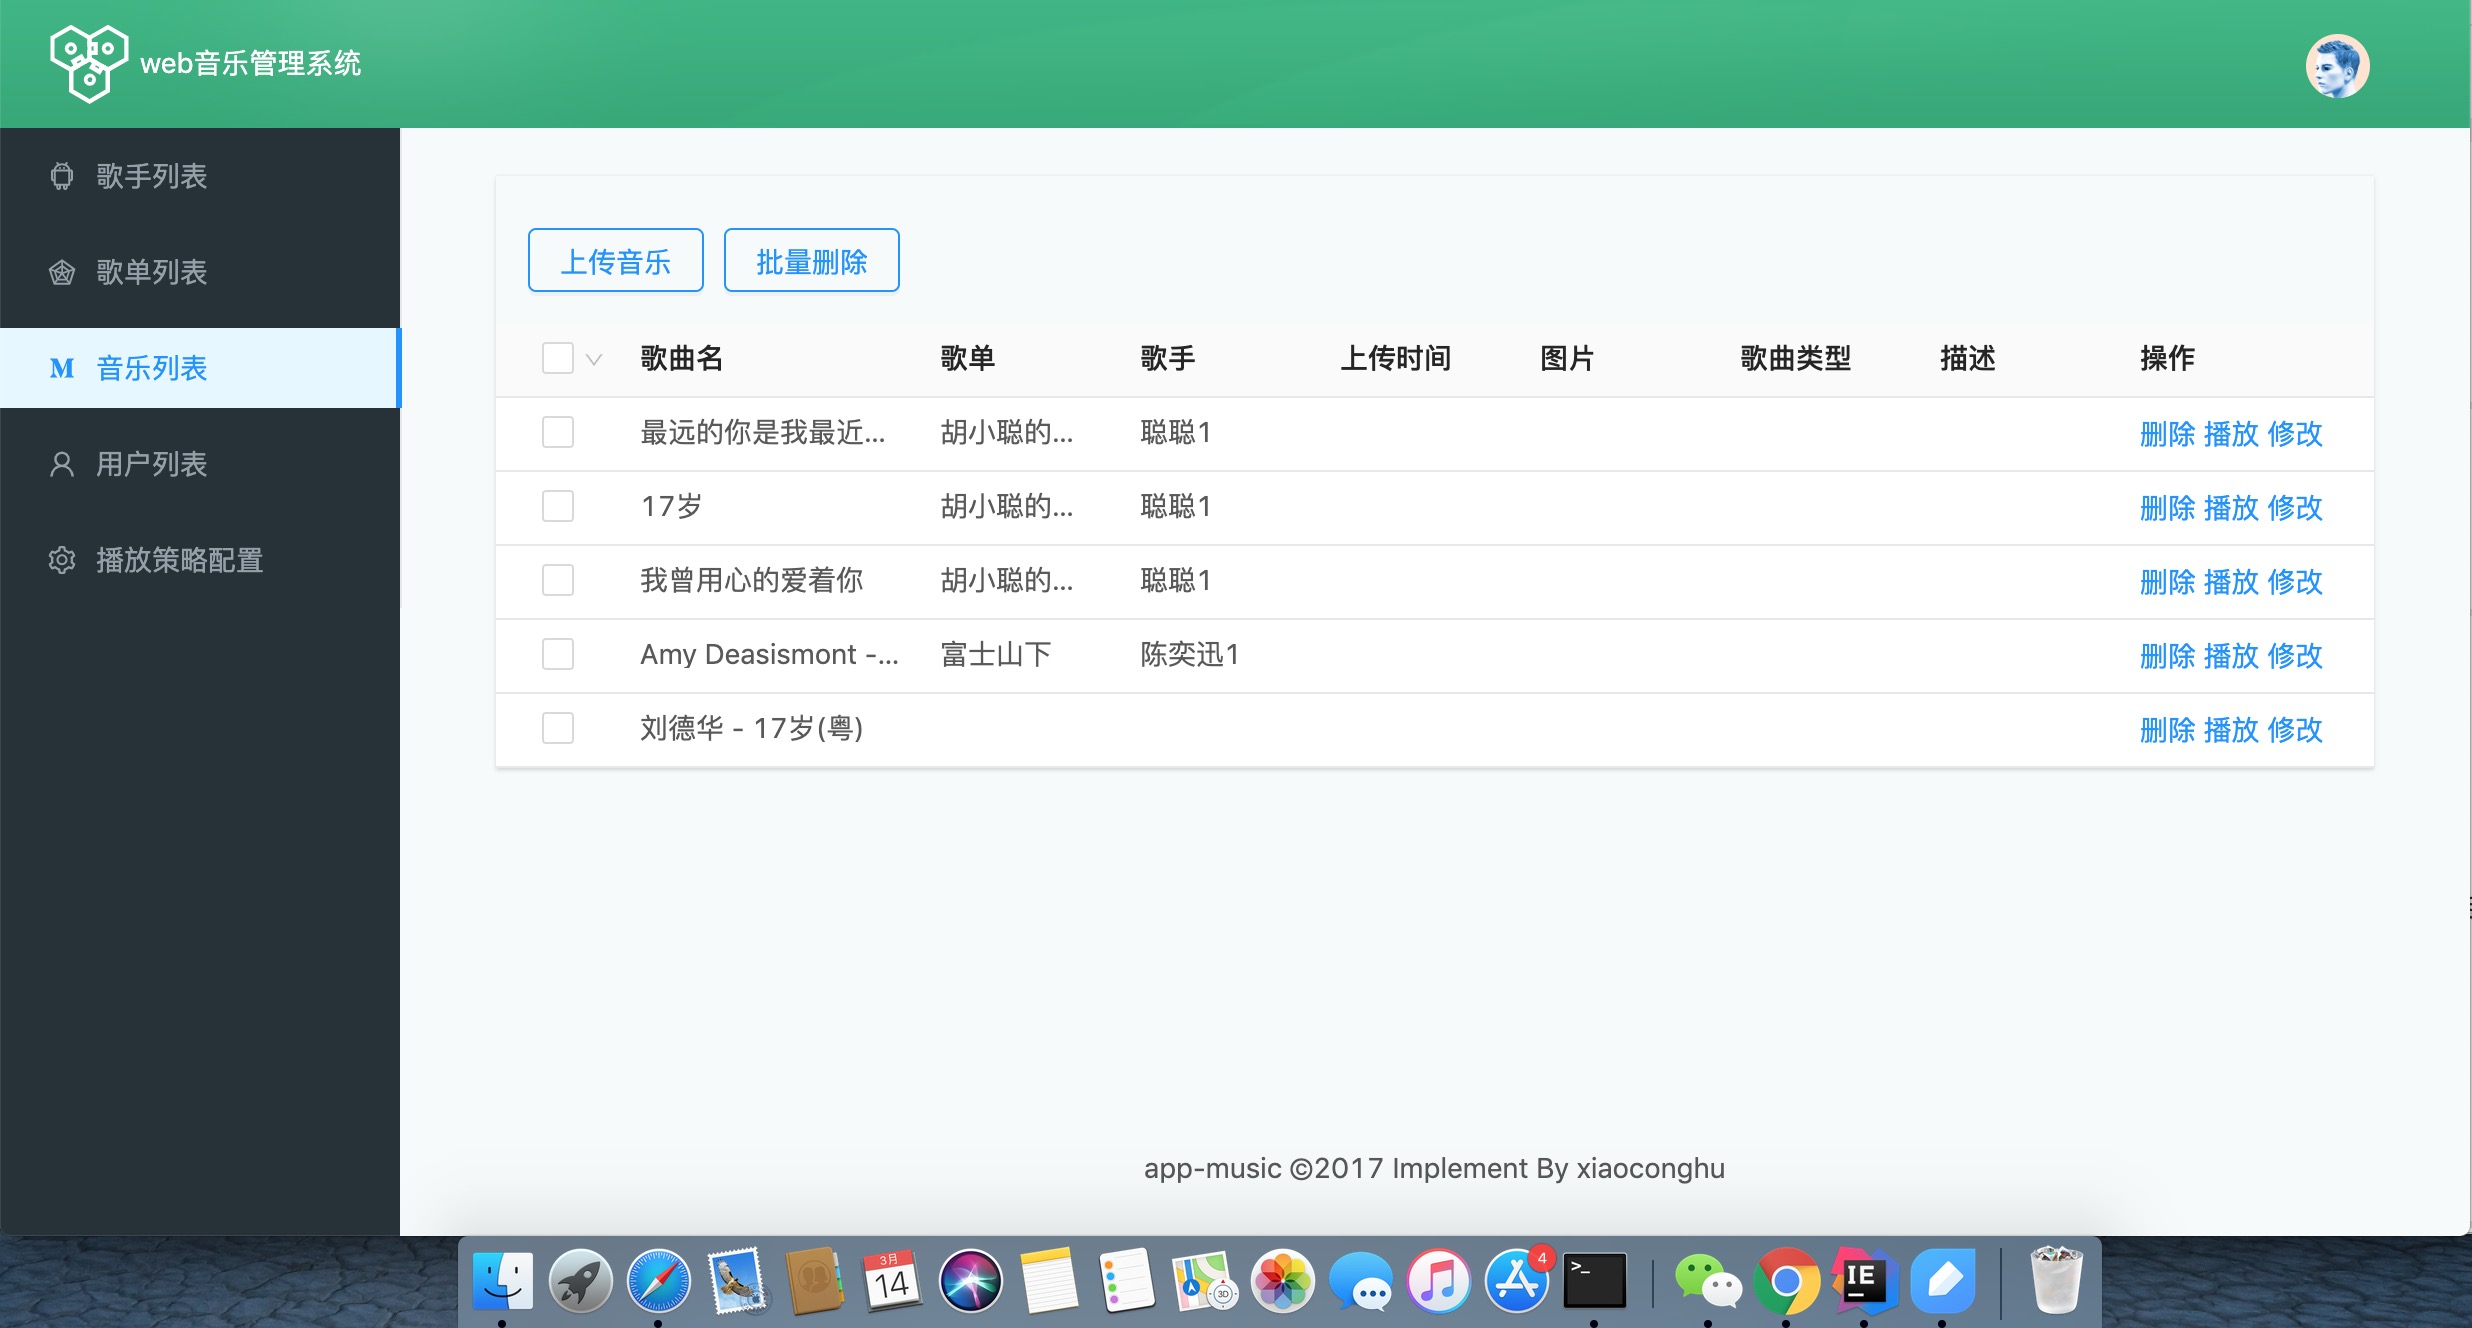 web音乐管理系统
歌手列表
歌单列表
M 音乐列表
用户列表
播放策略配置
上传音乐 批量删除
歌曲名 歌单 歌手 上传时间 图片 歌曲类型 描述 操作
最远的你是我最近... 胡小聪的... 聪聪1 删除 播放 修改
17岁 胡小聪的... 聪聪1 删除 播放 修改
我曾用心的爱着你 胡小聪的... 聪聪1 删除 播放 修改
Amy Deasismont -... 富士山下 陈奕迅1 删除 播放 修改
刘德华 - 17岁(粤) 删除 播放 修改
app-music ©2017 Implement By xiaoconghu
3月
14
3D
4
>_
IE